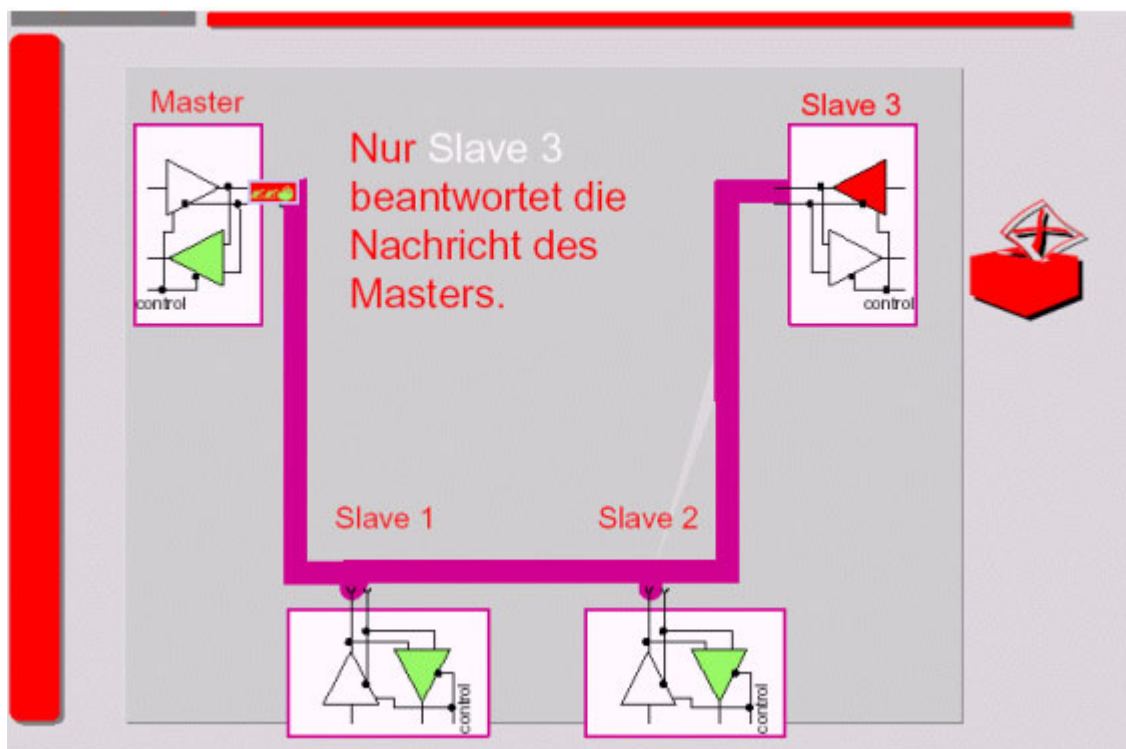 Master
Slave 3
Nur Slave 3
beantwortet die
Nachricht des
Masters.
control
control
Slave 1
Slave 2
control
control